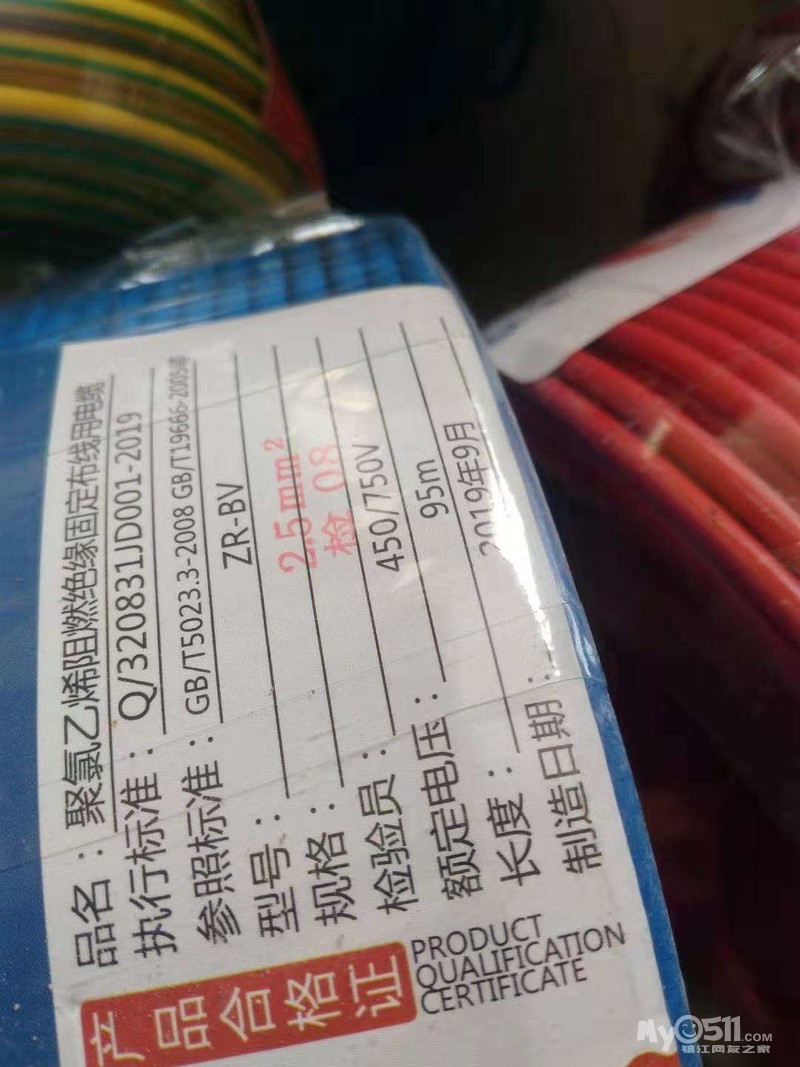 产品合格证
PRODUCT
QUALIFICATION
CERTIFICATE
品名：聚氯乙烯阻燃绝缘固定布线用电缆
执行标准：Q/320831JD001-2019
参照标准：GB/T5023.3-2008 GB/T19666-2005
型号：ZR-BV
规格：2.5mm²
检验员：检 08
额定电压：450/750V
长度：95m
制造日期：2019年9月
My0511.COM
镇江网友之家